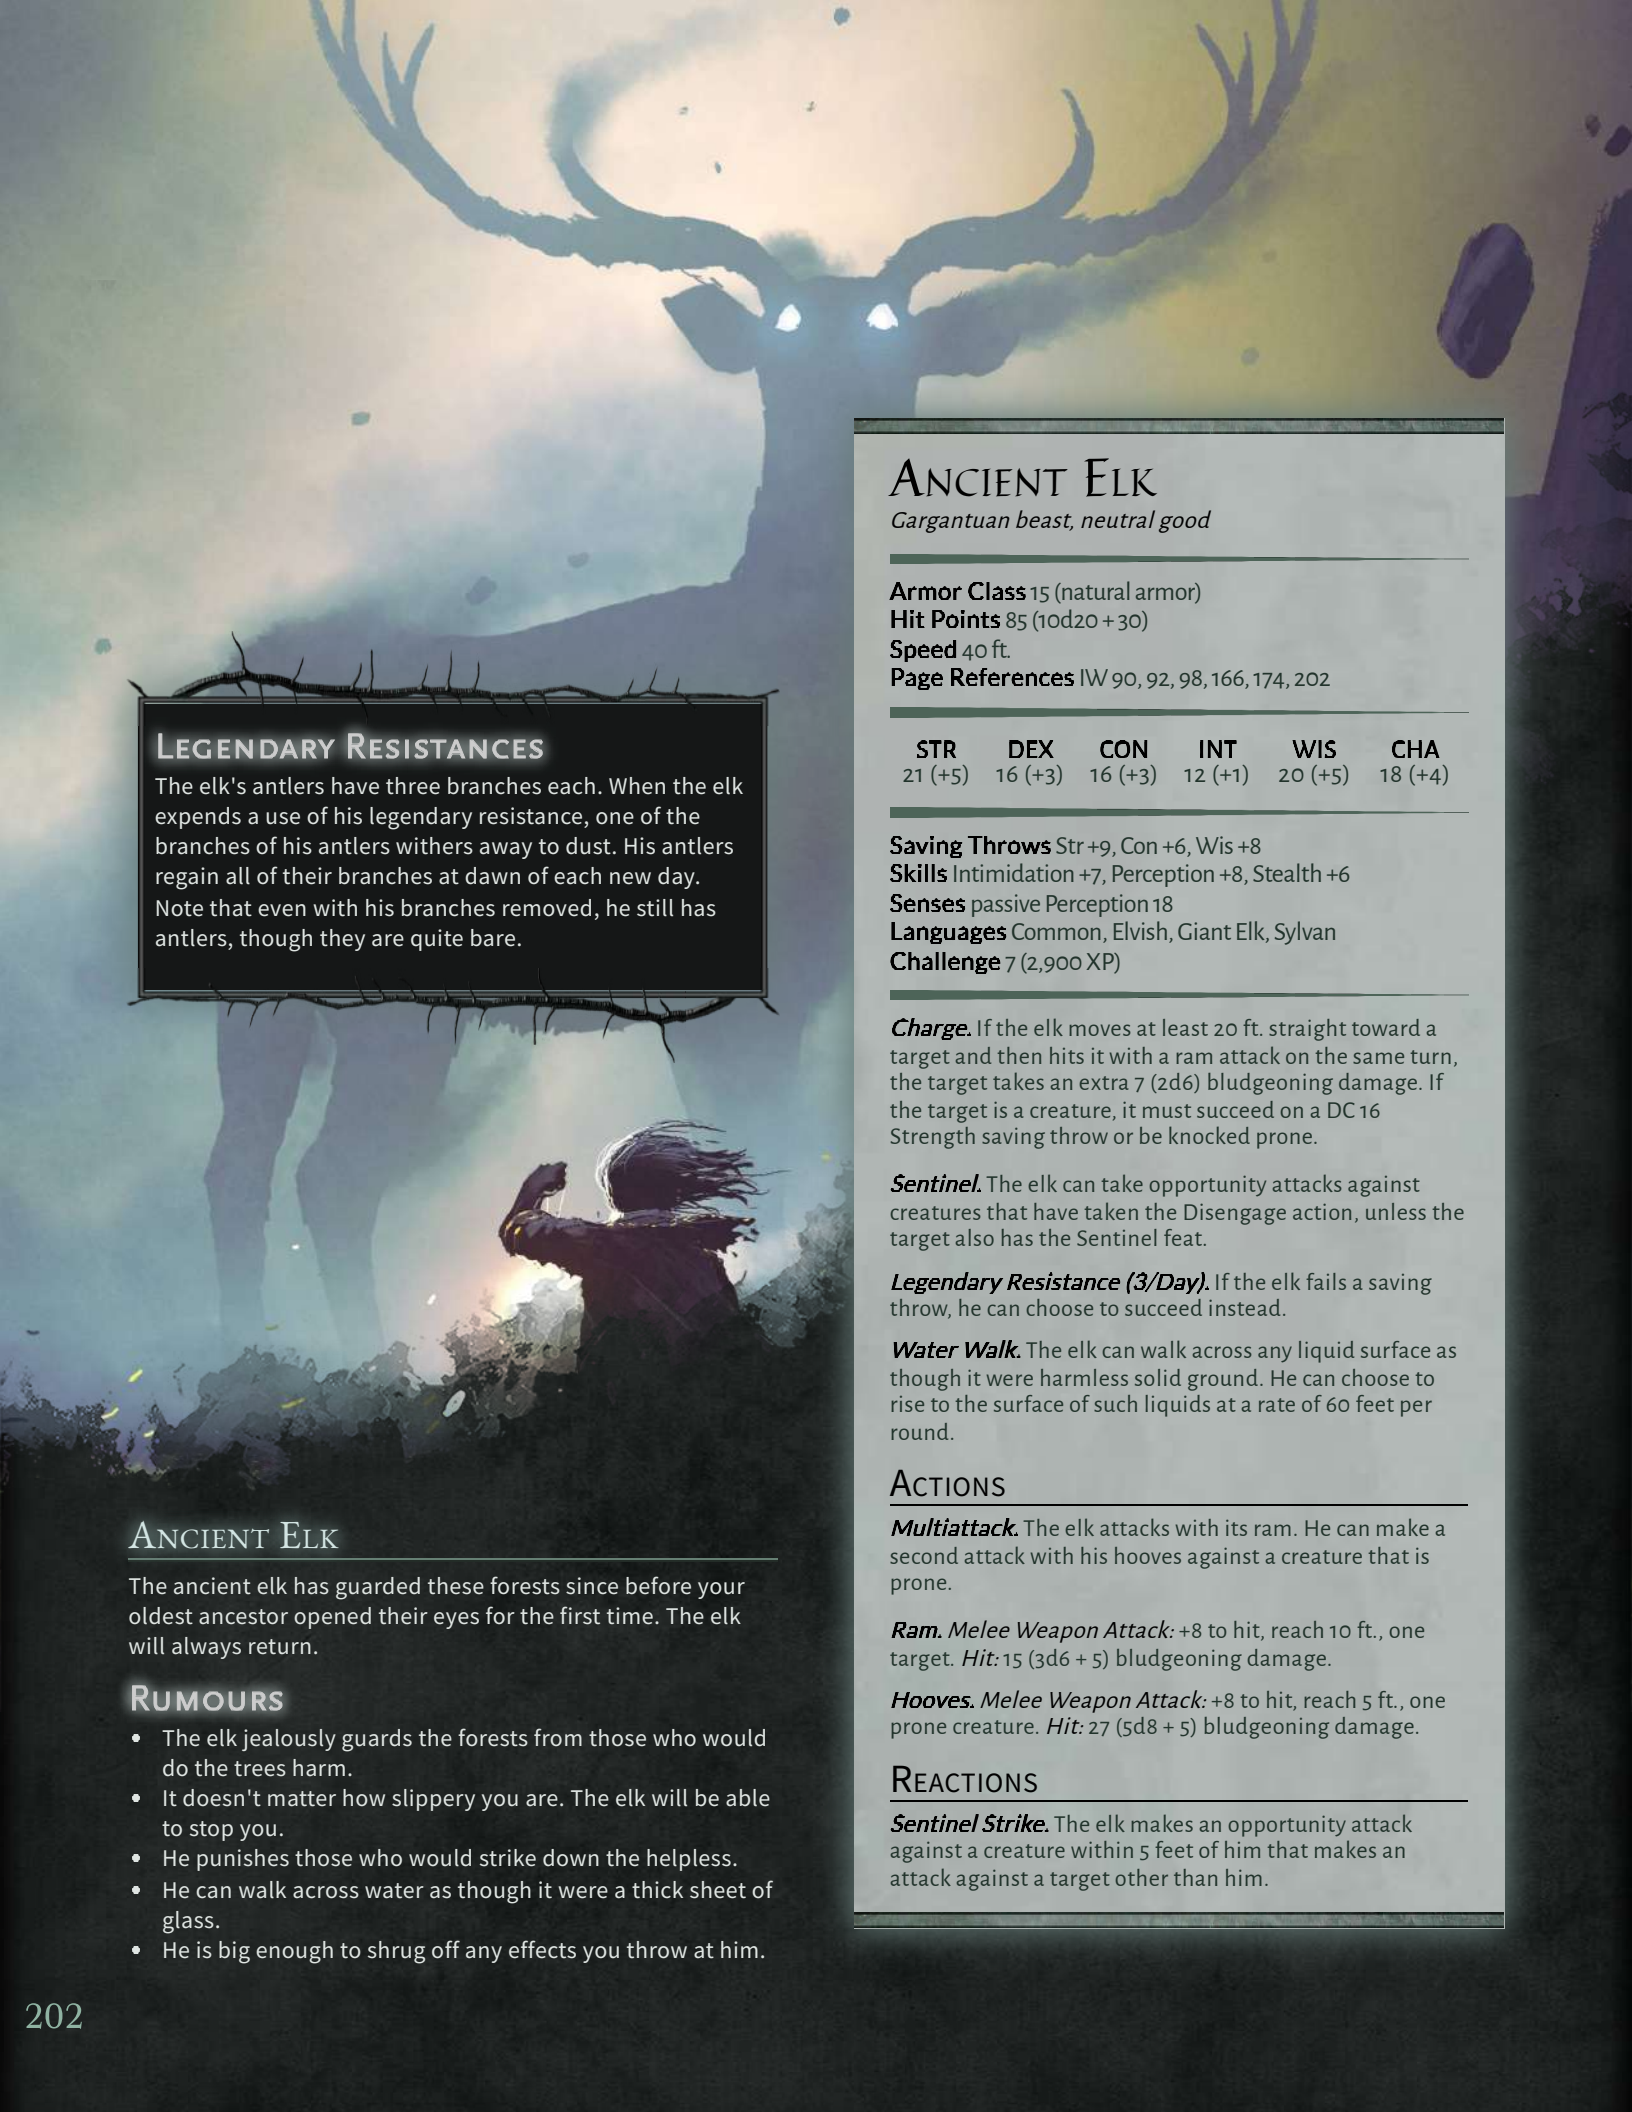 LEGENDARY RESISTANCES
The elk's antlers have three branches each. When the elk
expends a use of his legendary resistance, one of the
branches of his antlers withers away to dust. His antlers
regain all of their branches at dawn of each new day.
Note that even with his branches removed, he still has
antlers, though they are quite bare.
ANCIENT ELK
The ancient elk has guarded these forests since before your
oldest ancestor opened their eyes for the first time. The elk
will always return.
RUMOURS
• The elk jealously guards the forests from those who would
do the trees harm.
• It doesn't matter how slippery you are. The elk will be able
to stop you.
• He punishes those who would strike down the helpless.
• He can walk across water as though it were a thick sheet of
glass.
• He is big enough to shrug off any effects you throw at him.
ANCIENT ELK
Gargantuan beast, neutral good
Armor Class 15 (natural armor)
Hit Points 85 (10d20 + 30)
Speed 40 ft.
Page References IW 90, 92, 98, 166, 174, 202
STR DEX CON INT WIS CHA
21 (+5) 16 (+3) 16 (+3) 12 (+1) 20 (+5) 18 (+4)
Saving Throws Str +9, Con +6, Wis +8
Skills Intimidation +7, Perception +8, Stealth +6
Senses passive Perception 18
Languages Common, Elvish, Giant Elk, Sylvan
Challenge 7 (2,900 XP)
Charge. If the elk moves at least 20 ft. straight toward a
target and then hits it with a ram attack on the same turn,
the target takes an extra 7 (2d6) bludgeoning damage. If
the target is a creature, it must succeed on a DC 16
Strength saving throw or be knocked prone.
Sentinel. The elk can take opportunity attacks against
creatures that have taken the Disengage action, unless the
target also has the Sentinel feat.
Legendary Resistance (3/Day). If the elk fails a saving
throw, he can choose to succeed instead.
Water Walk. The elk can walk across any liquid surface as
though it were harmless solid ground. He can choose to
rise to the surface of such liquids at a rate of 60 feet per
round.
ACTIONS
Multiattack. The elk attacks with its ram. He can make a
second attack with his hooves against a creature that is
prone.
Ram. Melee Weapon Attack: +8 to hit, reach 10 ft., one
target. Hit: 15 (3d6 + 5) bludgeoning damage.
Hooves. Melee Weapon Attack: +8 to hit, reach 5 ft., one
prone creature. Hit: 27 (5d8 + 5) bludgeoning damage.
REACTIONS
Sentinel Strike. The elk makes an opportunity attack
against a creature within 5 feet of him that makes an
attack against a target other than him.
202